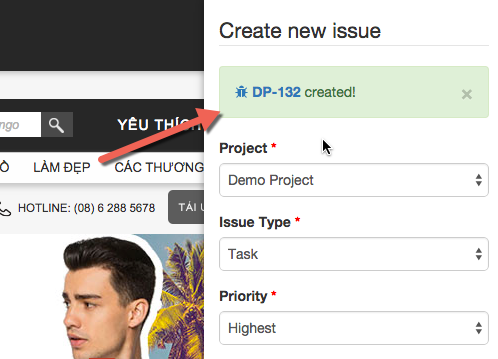 Create new issue
DP-132 created!
×
ngo
YÊU THÍCH
Project *
LÀM ĐẸP
CÁC THƯƠNG
Demo Project
HOTLINE: (08) 6 288 5678
TẢI
Issue Type *
Task
Priority *
Highest